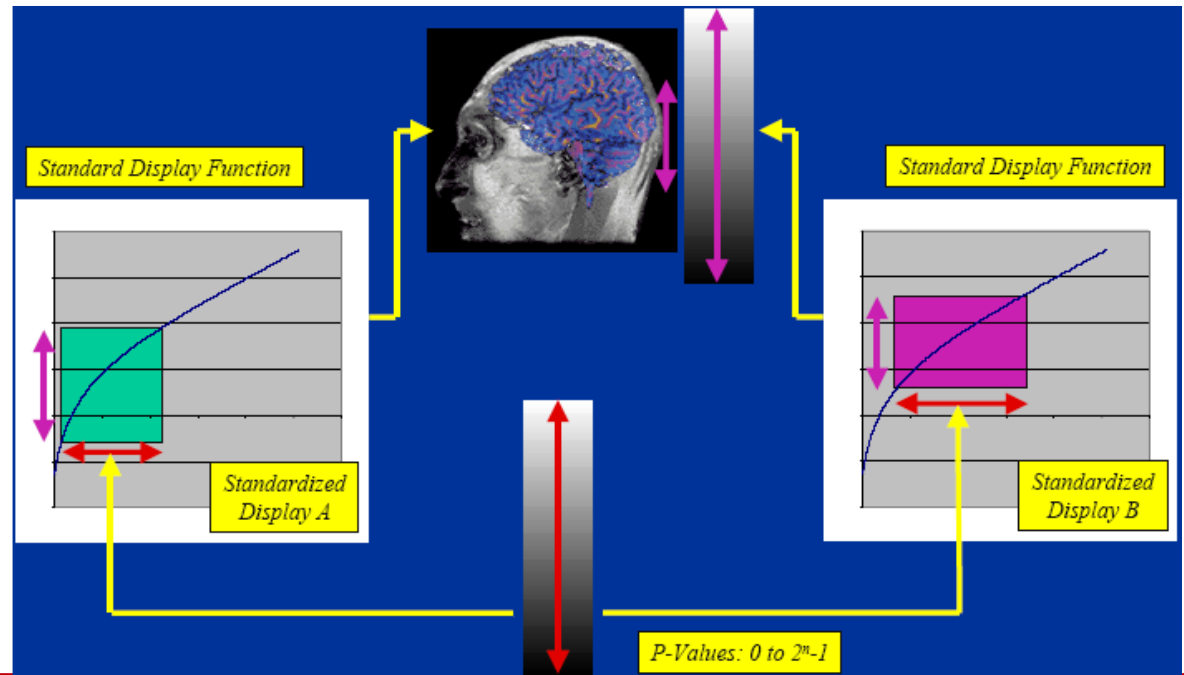 Standard Display Function
Standard Display Function
Standardized
Display A
Standardized
Display B
P-Values: 0 to 2ⁿ-1